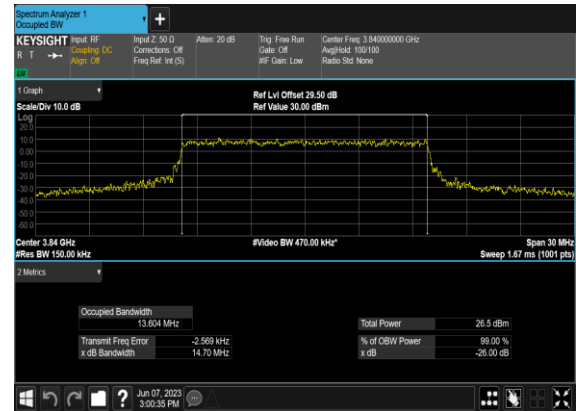 Spectrum Analyzer 1
Occupied BW
+
KEYSIGHT Input: RF Input Z: 50 Ω Atten: 20 dB Trig: Free Run Center Freq: 3.840000000 GHz
R T Coupling: DC Corrections: Off Gate: Off Avg|Hold: 100/100
Align: Off Freq Ref: Int (S) #IF Gain: Low Radio Std: None
1 Graph
Ref Lvl Offset 29.50 dB
Scale/Div 10.0 dB Ref Value 30.00 dBm
Log
20.0
10.0
0.00
-10.0
-20.0
-30.0
-40.0
-50.0
-60.0
Center 3.84 GHz #Video BW 470.00 kHz* Span 30 MHz
#Res BW 150.00 kHz Sweep 1.67 ms (1001 pts)
2 Metrics
Occupied Bandwidth
13.604 MHz Total Power 26.5 dBm
Transmit Freq Error -2.569 kHz % of OBW Power 99.00 %
x dB Bandwidth 14.70 MHz x dB -26.00 dB
? Jun 07, 2023
3:00:35 PM